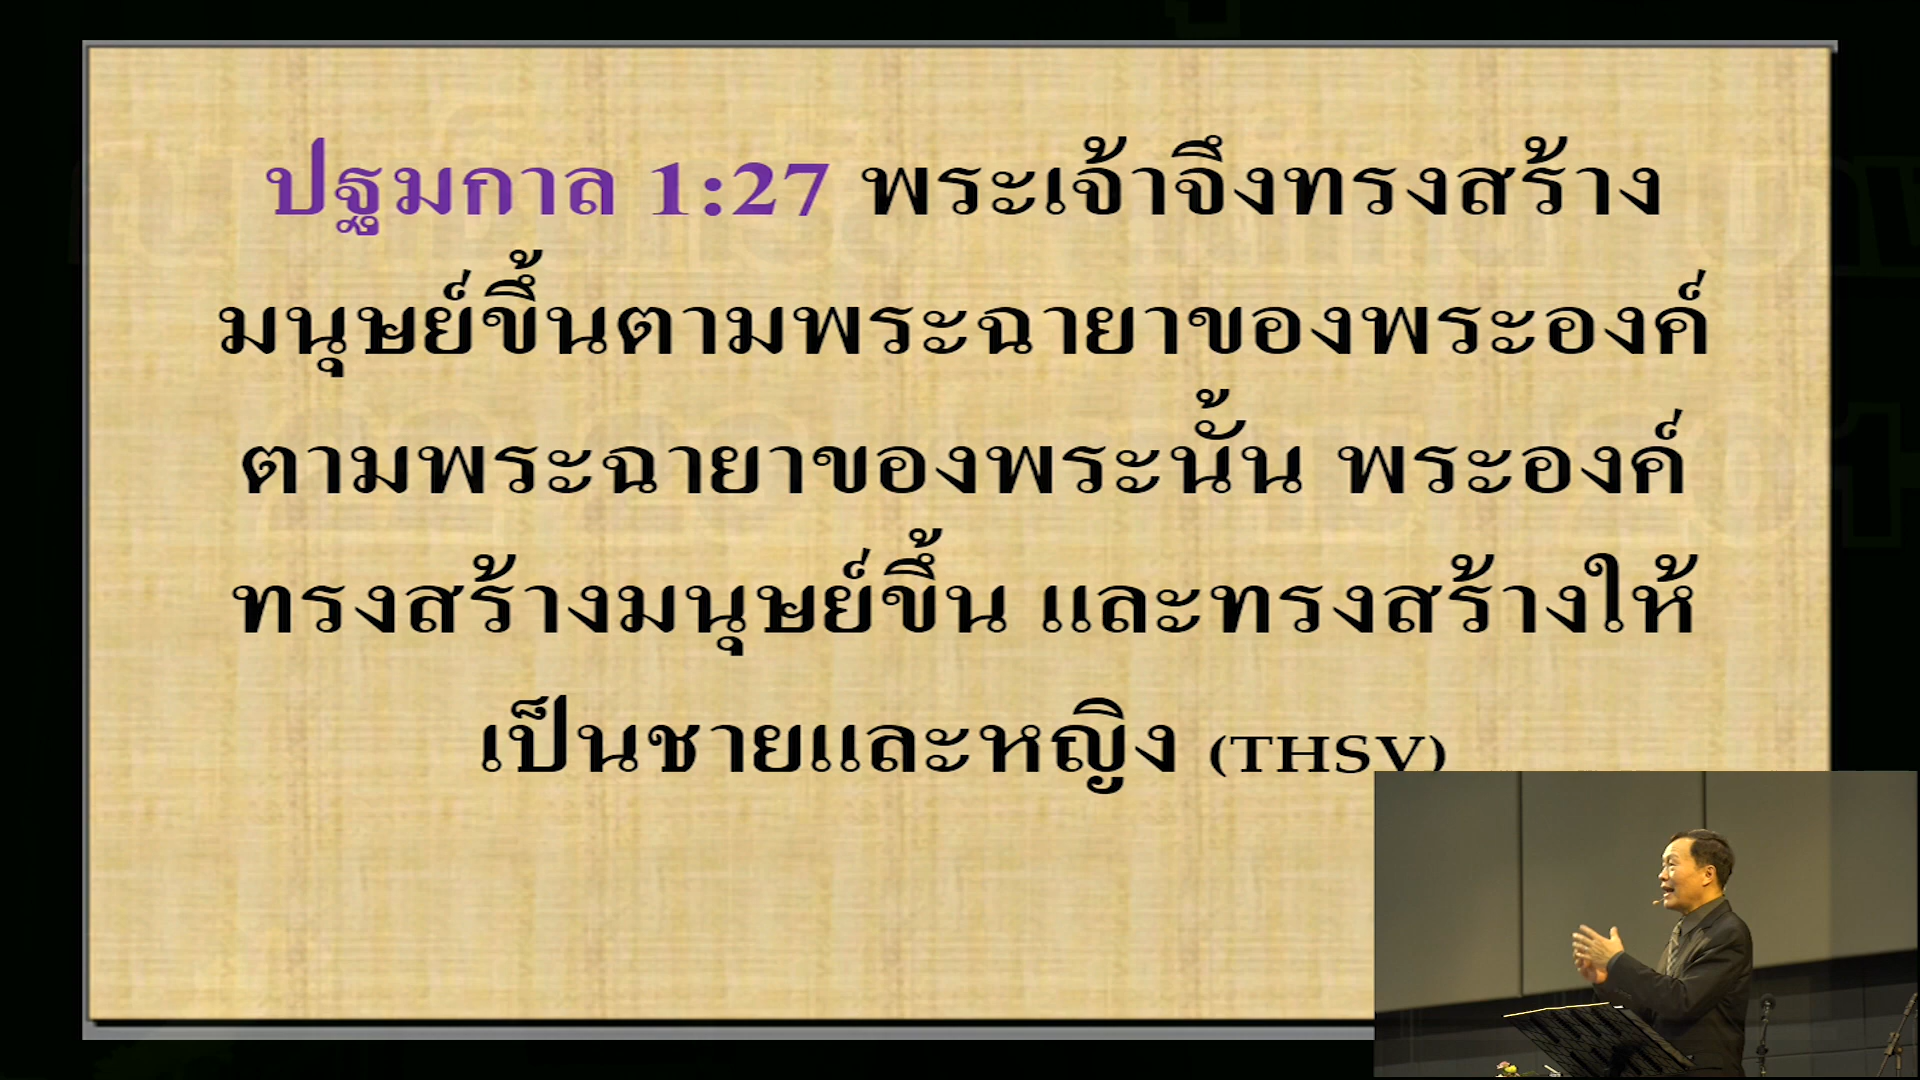 ปฐมกาล 1:27 พระเจ้าจึงทรงสร้าง
มนุษย์ขึ้นตามพระฉายาของพระองค์
ตามพระฉายาของพระนั้น พระองค์
ทรงสร้างมนุษย์ขึ้น และทรงสร้างให้
เป็นชายและหญิง (THSV)